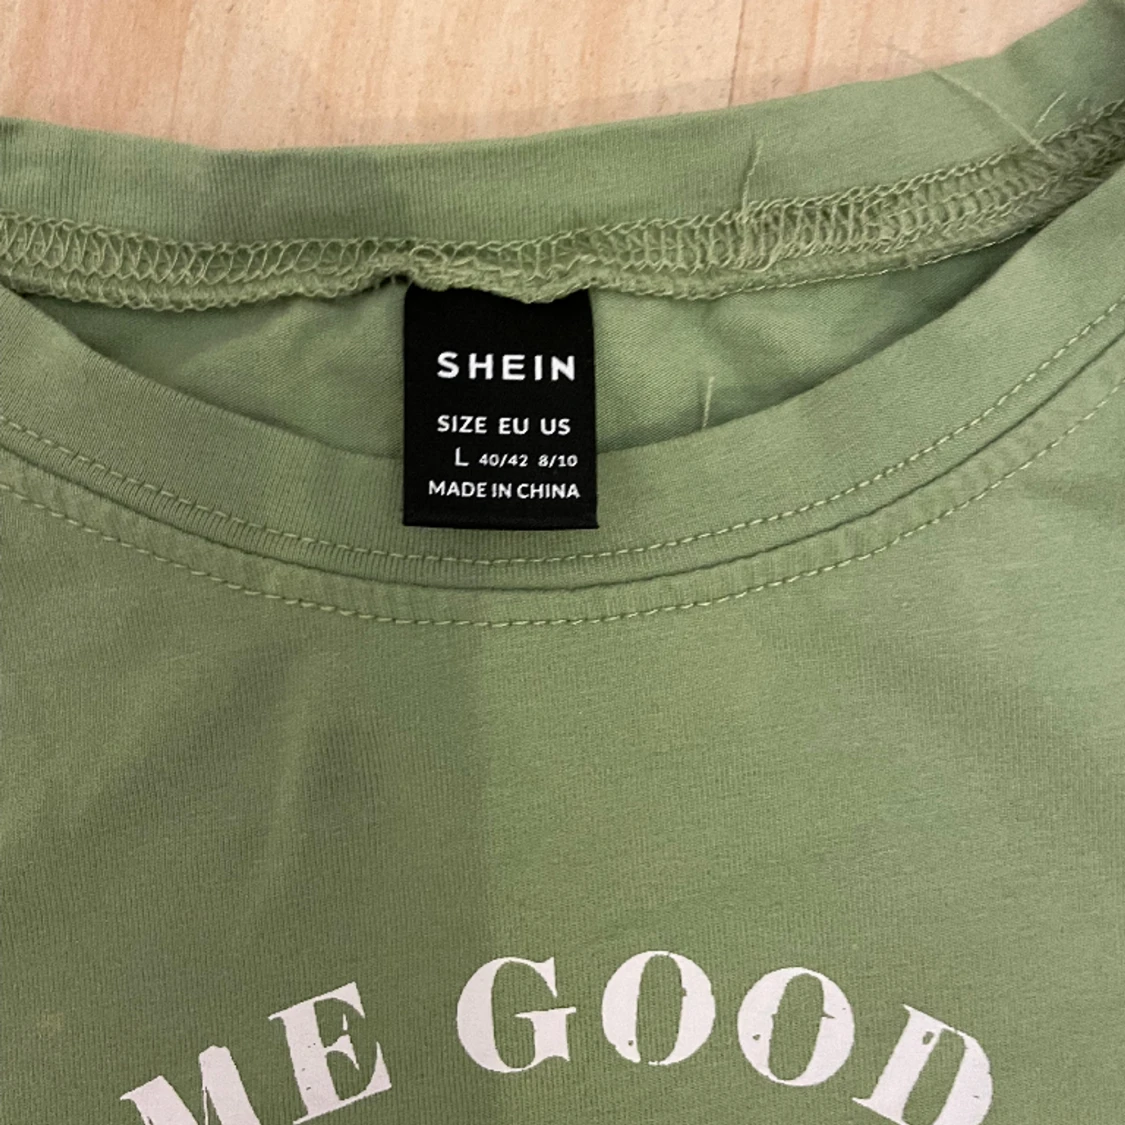 SHEIN
SIZE EU US
L 40/42 8/10
MADE IN CHINA
ME GOOD